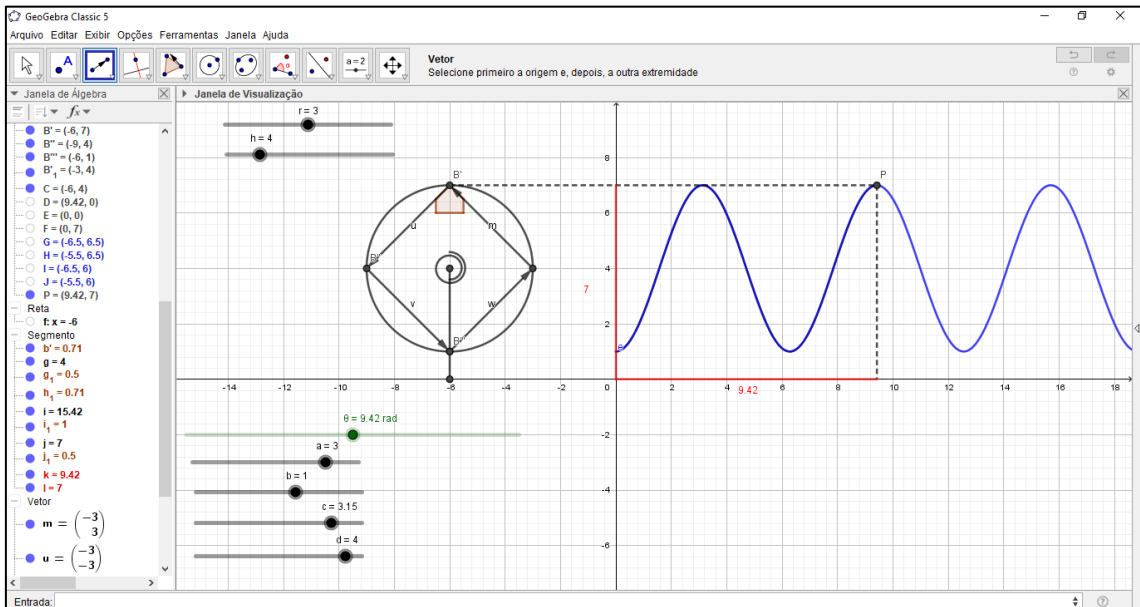 GeoGebra Classic 5
Arquivo Editar Exibir Opções Ferramentas Janela Ajuda
A
α
a=2
Vetor
Selecione primeiro a origem e, depois, a outra extremidade
Janela de Álgebra
Janela de Visualização
fx
B' = (-6, 7)
B'' = (-9, 4)
B''' = (-6, 1)
B'₁ = (-3, 4)
C = (-6, 4)
D = (9.42, 0)
E = (0, 0)
F = (0, 7)
G = (-6.5, 6.5)
H = (-5.5, 6.5)
I = (-6.5, 6)
J = (-5.5, 6)
P = (9.42, 7)
Reta
f: x = -6
Segmento
b' = 0.71
g = 4
g₁ = 0.5
h₁ = 0.71
i = 15.42
i₁ = 1
j = 7
j₁ = 0.5
k = 9.42
l = 7
Vetor
m = (-3 3)
u = (-3 -3)
r = 3
h = 4
B'
P
u
m
B''
v
w
B'''
e
7
9.42
8
6
4
2
0
-2
-4
-6
-14 -12 -10 -8 -6 -4 -2 0 2 4 6 8 10 12 14 16 18
θ = 9.42 rad
a = 3
b = 1
c = 3.15
d = 4
Entrada: